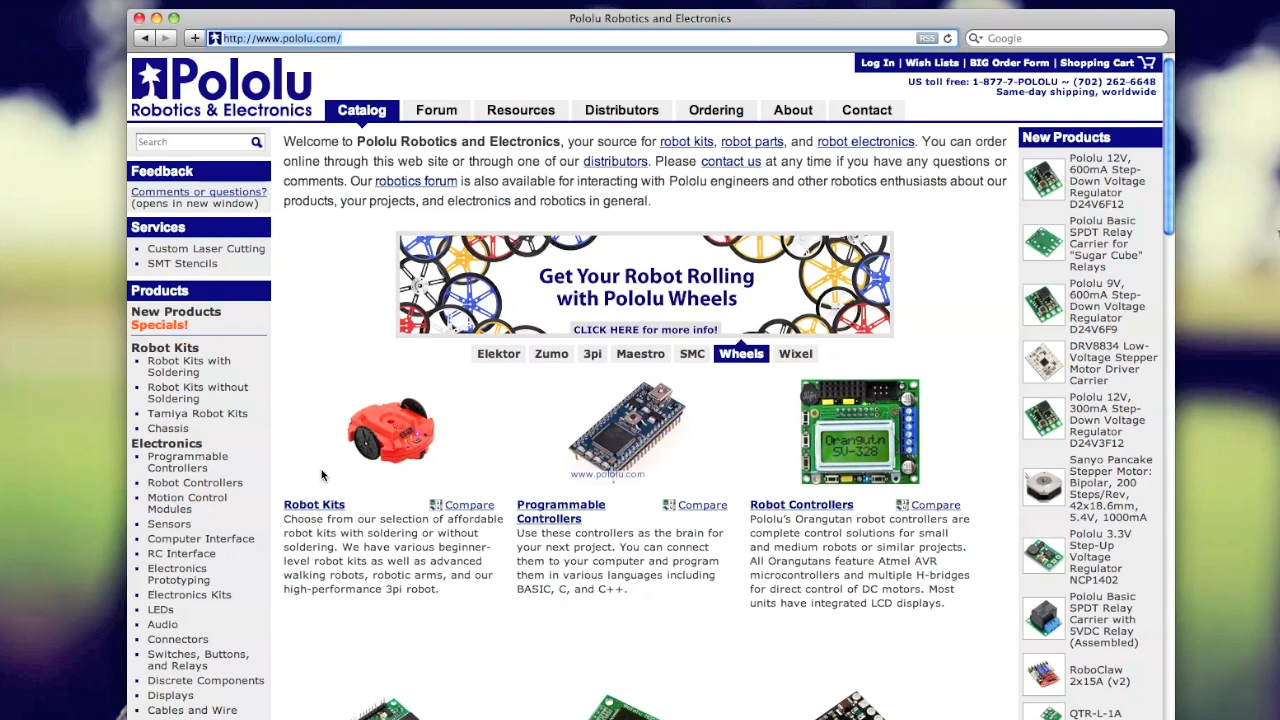 Pololu Robotics and Electronics
http://www.pololu.com/
RSS
Google
Log In | Wish Lists | BIG Order Form | Shopping Cart
US toll free: 1-877-7-POLOLU ~ (702) 262-6648
Same-day shipping, worldwide
Pololu
Robotics & Electronics
Catalog
Forum
Resources
Distributors
Ordering
About
Contact
Search
Feedback
Comments or questions?
(opens in new window)
Services
Custom Laser Cutting
SMT Stencils
Products
New Products
Specials!
Robot Kits
Robot Kits with
Soldering
Robot Kits without
Soldering
Tamiya Robot Kits
Chassis
Electronics
Programmable
Controllers
Robot Controllers
Motion Control
Modules
Sensors
Computer Interface
RC Interface
Electronics
Prototyping
Electronics Kits
LEDs
Audio
Connectors
Switches, Buttons,
and Relays
Discrete Components
Displays
Cables and Wire
Welcome to Pololu Robotics and Electronics, your source for robot kits, robot parts, and robot electronics. You can order
online through this web site or through one of our distributors. Please contact us at any time if you have any questions or
comments. Our robotics forum is also available for interacting with Pololu engineers and other robotics enthusiasts about our
products, your projects, and electronics and robotics in general.
Get Your Robot Rolling
with Pololu Wheels
CLICK HERE for more info!
Elektor
Zumo
3pi
Maestro
SMC
Wheels
Wixel
www.pololu.com
Orangutn
SV-328
Robot Kits
Compare
Choose from our selection of affordable
robot kits with soldering or without
soldering. We have various beginner-
level robot kits as well as advanced
walking robots, robotic arms, and our
high-performance 3pi robot.
Programmable
Controllers
Compare
Use these controllers as the brain for
your next project. You can connect
them to your computer and program
them in various languages including
BASIC, C, and C++.
Robot Controllers
Compare
Pololu's Orangutan robot controllers are
complete control solutions for small
and medium robots or similar projects.
All Orangutans feature Atmel AVR
microcontrollers and multiple H-bridges
for direct control of DC motors. Most
units have integrated LCD displays.
New Products
Pololu 12V,
600mA Step-
Down Voltage
Regulator
D24V6F12
Pololu Basic
SPDT Relay
Carrier for
"Sugar Cube"
Relays
Pololu 9V,
600mA Step-
Down Voltage
Regulator
D24V6F9
DRV8834 Low-
Voltage Stepper
Motor Driver
Carrier
Pololu 12V,
300mA Step-
Down Voltage
Regulator
D24V3F12
Sanyo Pancake
Stepper Motor:
Bipolar, 200
Steps/Rev,
42x18.6mm,
5.4V, 1000mA
Pololu 3.3V
Step-Up
Voltage
Regulator
NCP1402
Pololu Basic
SPDT Relay
Carrier with
5VDC Relay
(Assembled)
RoboClaw
2x15A (v2)
QTR-L-1A